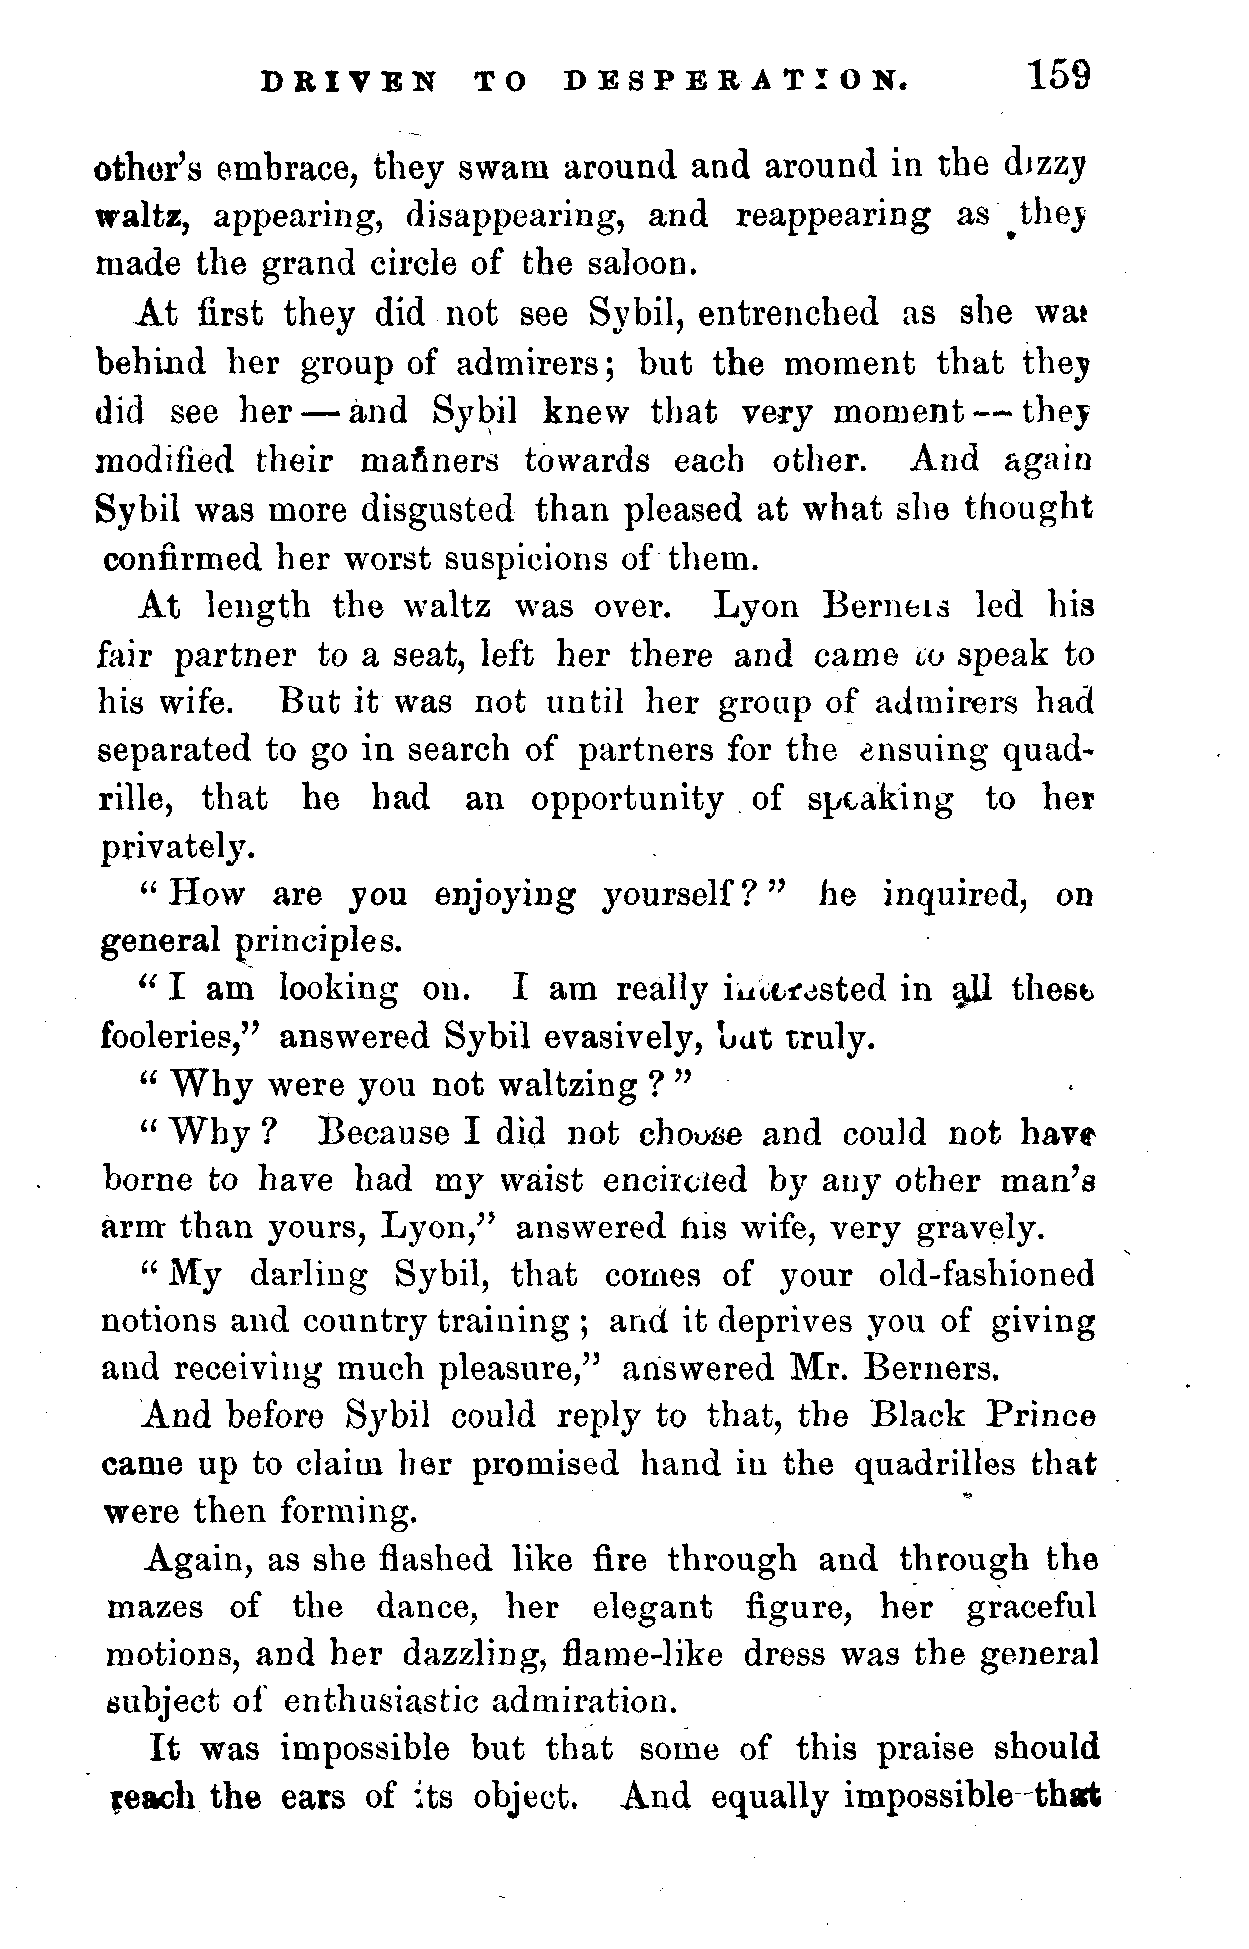 DRIVEN TO DESPERATION. 159
other's embrace, they swam around and around in the dizzy
waltz, appearing, disappearing, and reappearing as they
made the grand circle of the saloon.
At first they did not see Sybil, entrenched as she was
behind her group of admirers; but the moment that they
did see her — and Sybil knew that very moment — they
modified their manners towards each other. And again
Sybil was more disgusted than pleased at what she thought
confirmed her worst suspicions of them.
At length the waltz was over. Lyon Berners led his
fair partner to a seat, left her there and came to speak to
his wife. But it was not until her group of admirers had
separated to go in search of partners for the ensuing quad-
rille, that he had an opportunity of speaking to her
privately.
"How are you enjoying yourself?" he inquired, on
general principles.
"I am looking on. I am really interested in all these
fooleries," answered Sybil evasively, but truly.
"Why were you not waltzing?"
"Why? Because I did not choose and could not have
borne to have had my waist encircled by any other man's
arm than yours, Lyon," answered his wife, very gravely.
"My darling Sybil, that comes of your old-fashioned
notions and country training; and it deprives you of giving
and receiving much pleasure," answered Mr. Berners.
And before Sybil could reply to that, the Black Prince
came up to claim her promised hand in the quadrilles that
were then forming.
Again, as she flashed like fire through and through the
mazes of the dance, her elegant figure, her graceful
motions, and her dazzling, flame-like dress was the general
subject of enthusiastic admiration.
It was impossible but that some of this praise should
reach the ears of its object. And equally impossible that